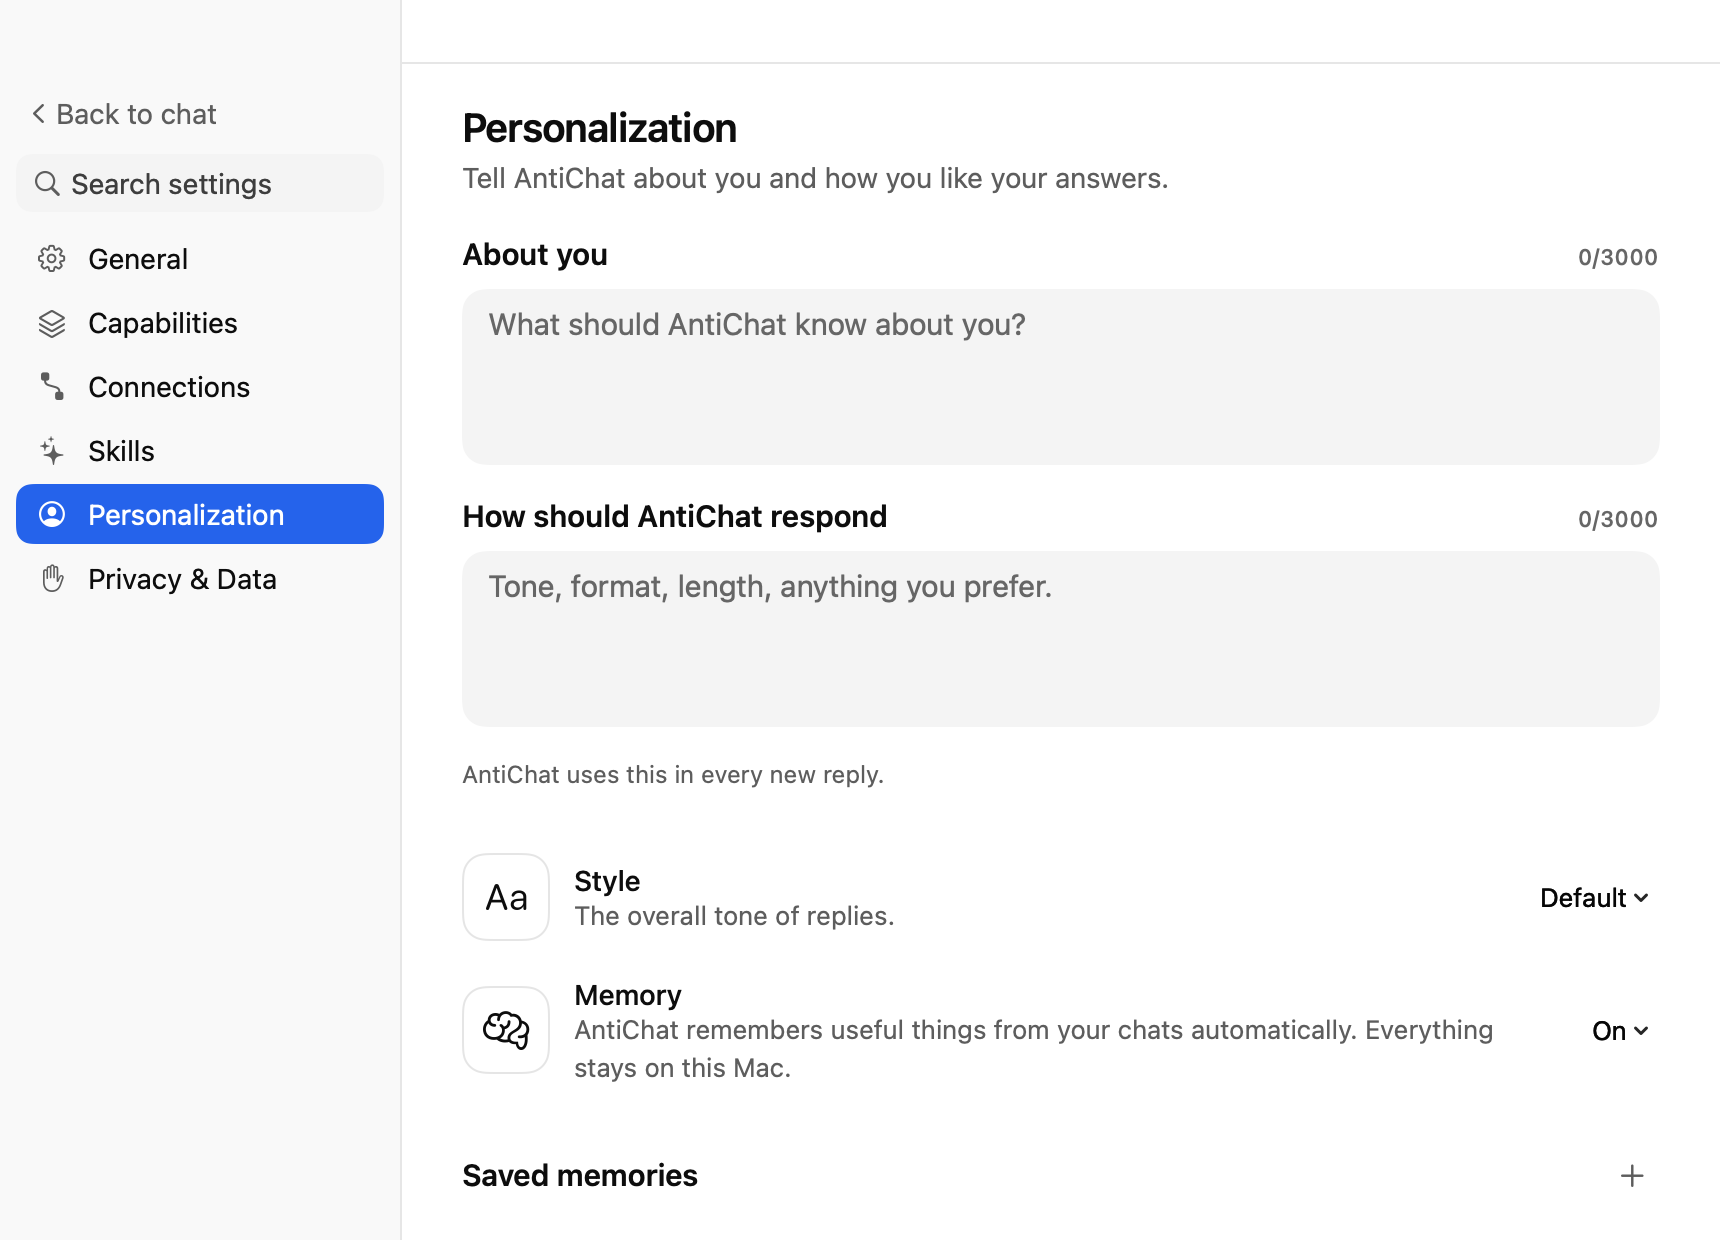 Back to chat
Search settings
General
Capabilities
Connections
Skills
Personalization
Privacy & Data
Personalization
Tell AntiChat about you and how you like your answers.
About you
0/3000
What should AntiChat know about you?
How should AntiChat respond
0/3000
Tone, format, length, anything you prefer.
AntiChat uses this in every new reply.
Aa
Style
The overall tone of replies.
Default
Memory
AntiChat remembers useful things from your chats automatically. Everything
stays on this Mac.
On
Saved memories